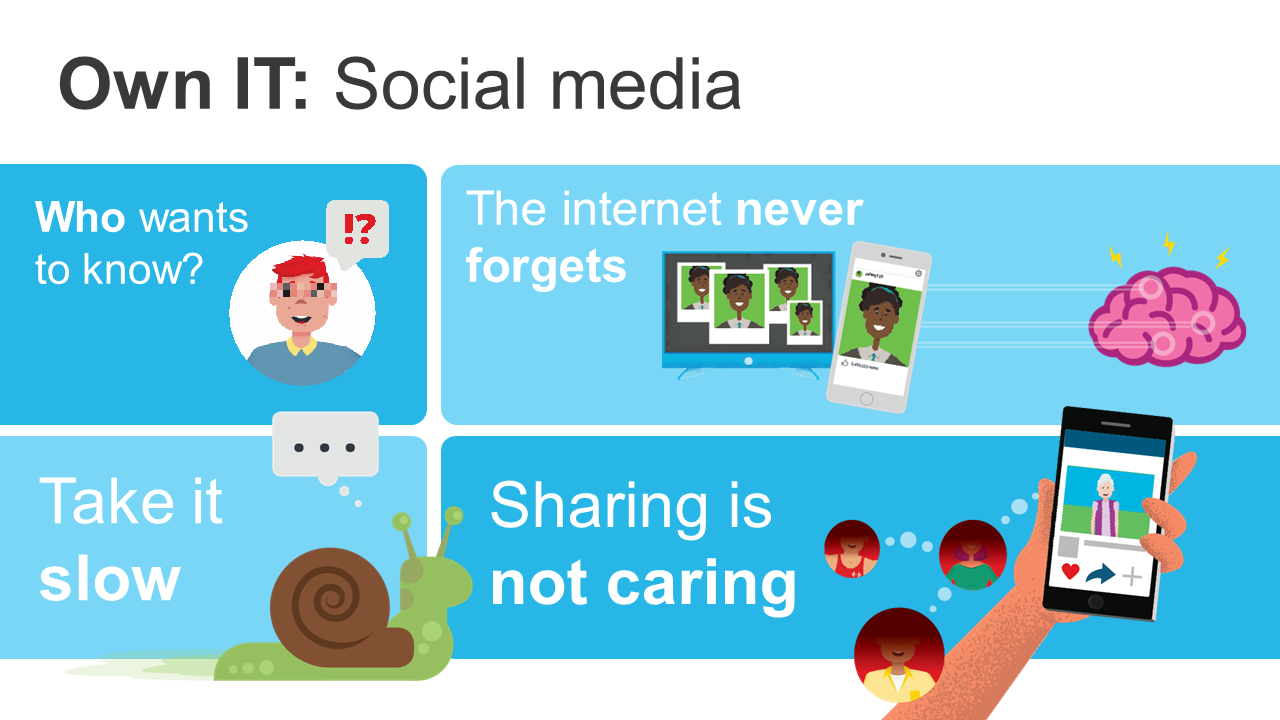 Own IT: Social media
Who wants
to know?
!?
The internet never
forgets
Take it
slow
Sharing is
not caring